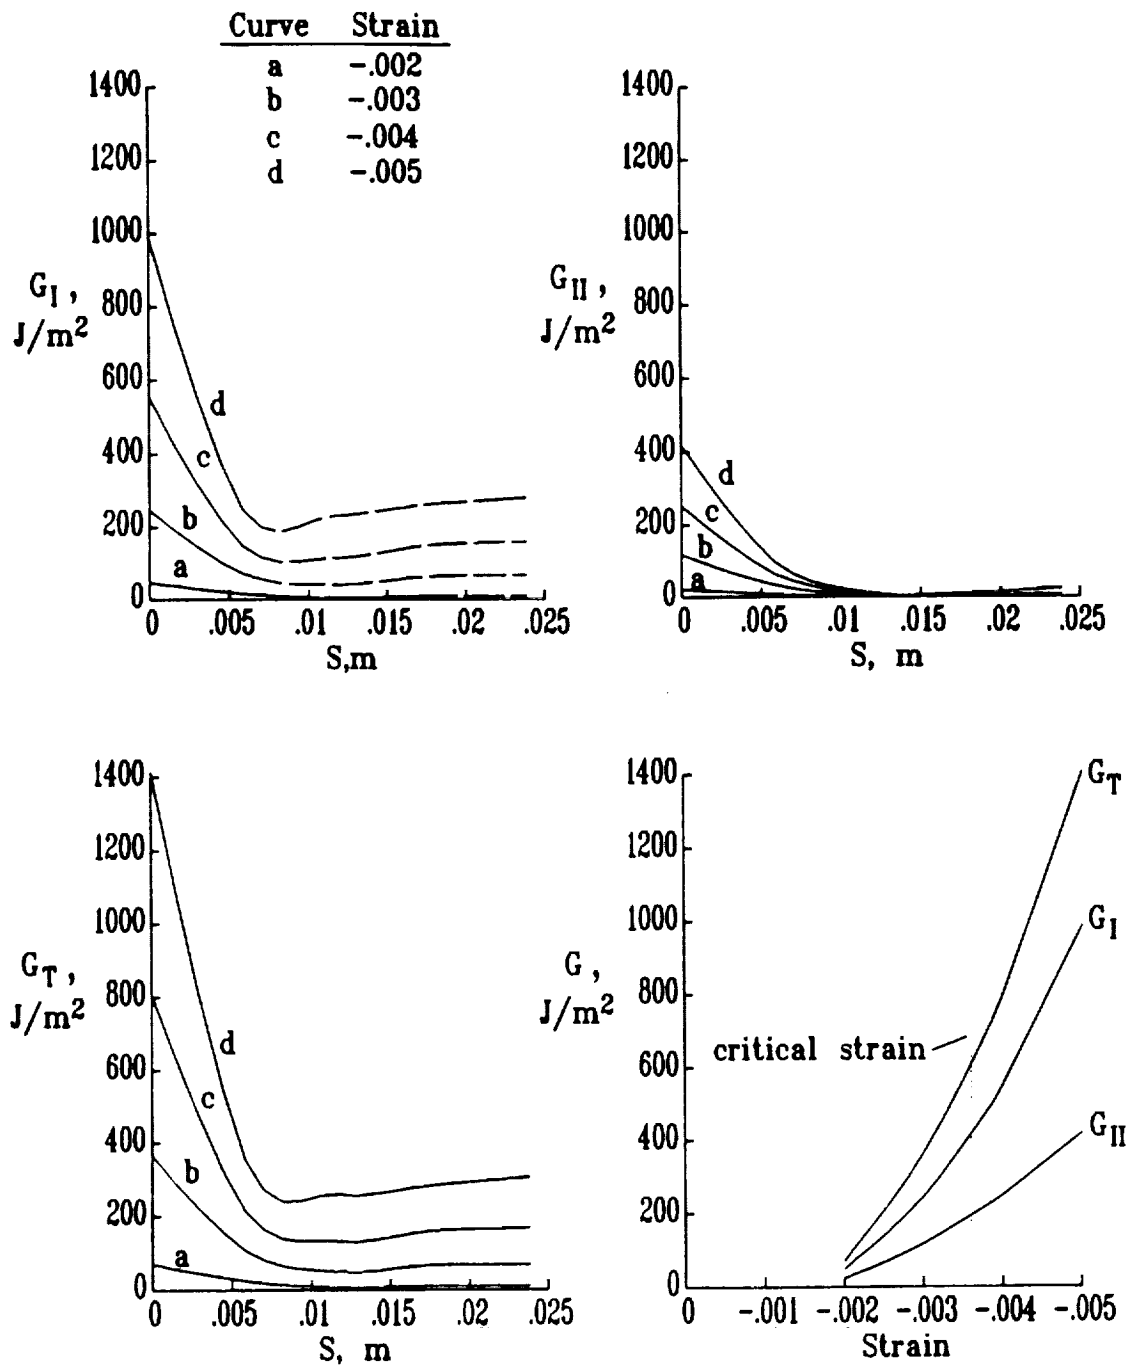 Curve Strain
a -.002
b -.003
c -.004
d -.005
1400
1200
1000
800
600
400
200
0
G_I,
J/m²
d
c
b
a
0 .005 .01 .015 .02 .025
S,m
1400
1200
1000
800
600
400
200
0
G_II,
J/m²
d
c
b
a
0 .005 .01 .015 .02 .025
S, m
1400
1200
1000
800
600
400
200
0
G_T,
J/m²
d
c
b
a
0 .005 .01 .015 .02 .025
S, m
1400
1200
1000
800
600
400
200
0
G,
J/m²
G_T
G_I
critical strain
G_II
0 -.001 -.002 -.003 -.004 -.005
Strain